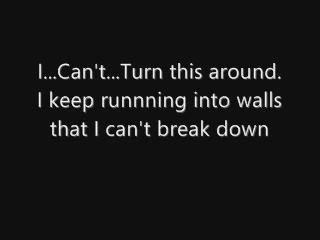 I...Can't...Turn this around.
I keep runnning into walls
that I can't break down